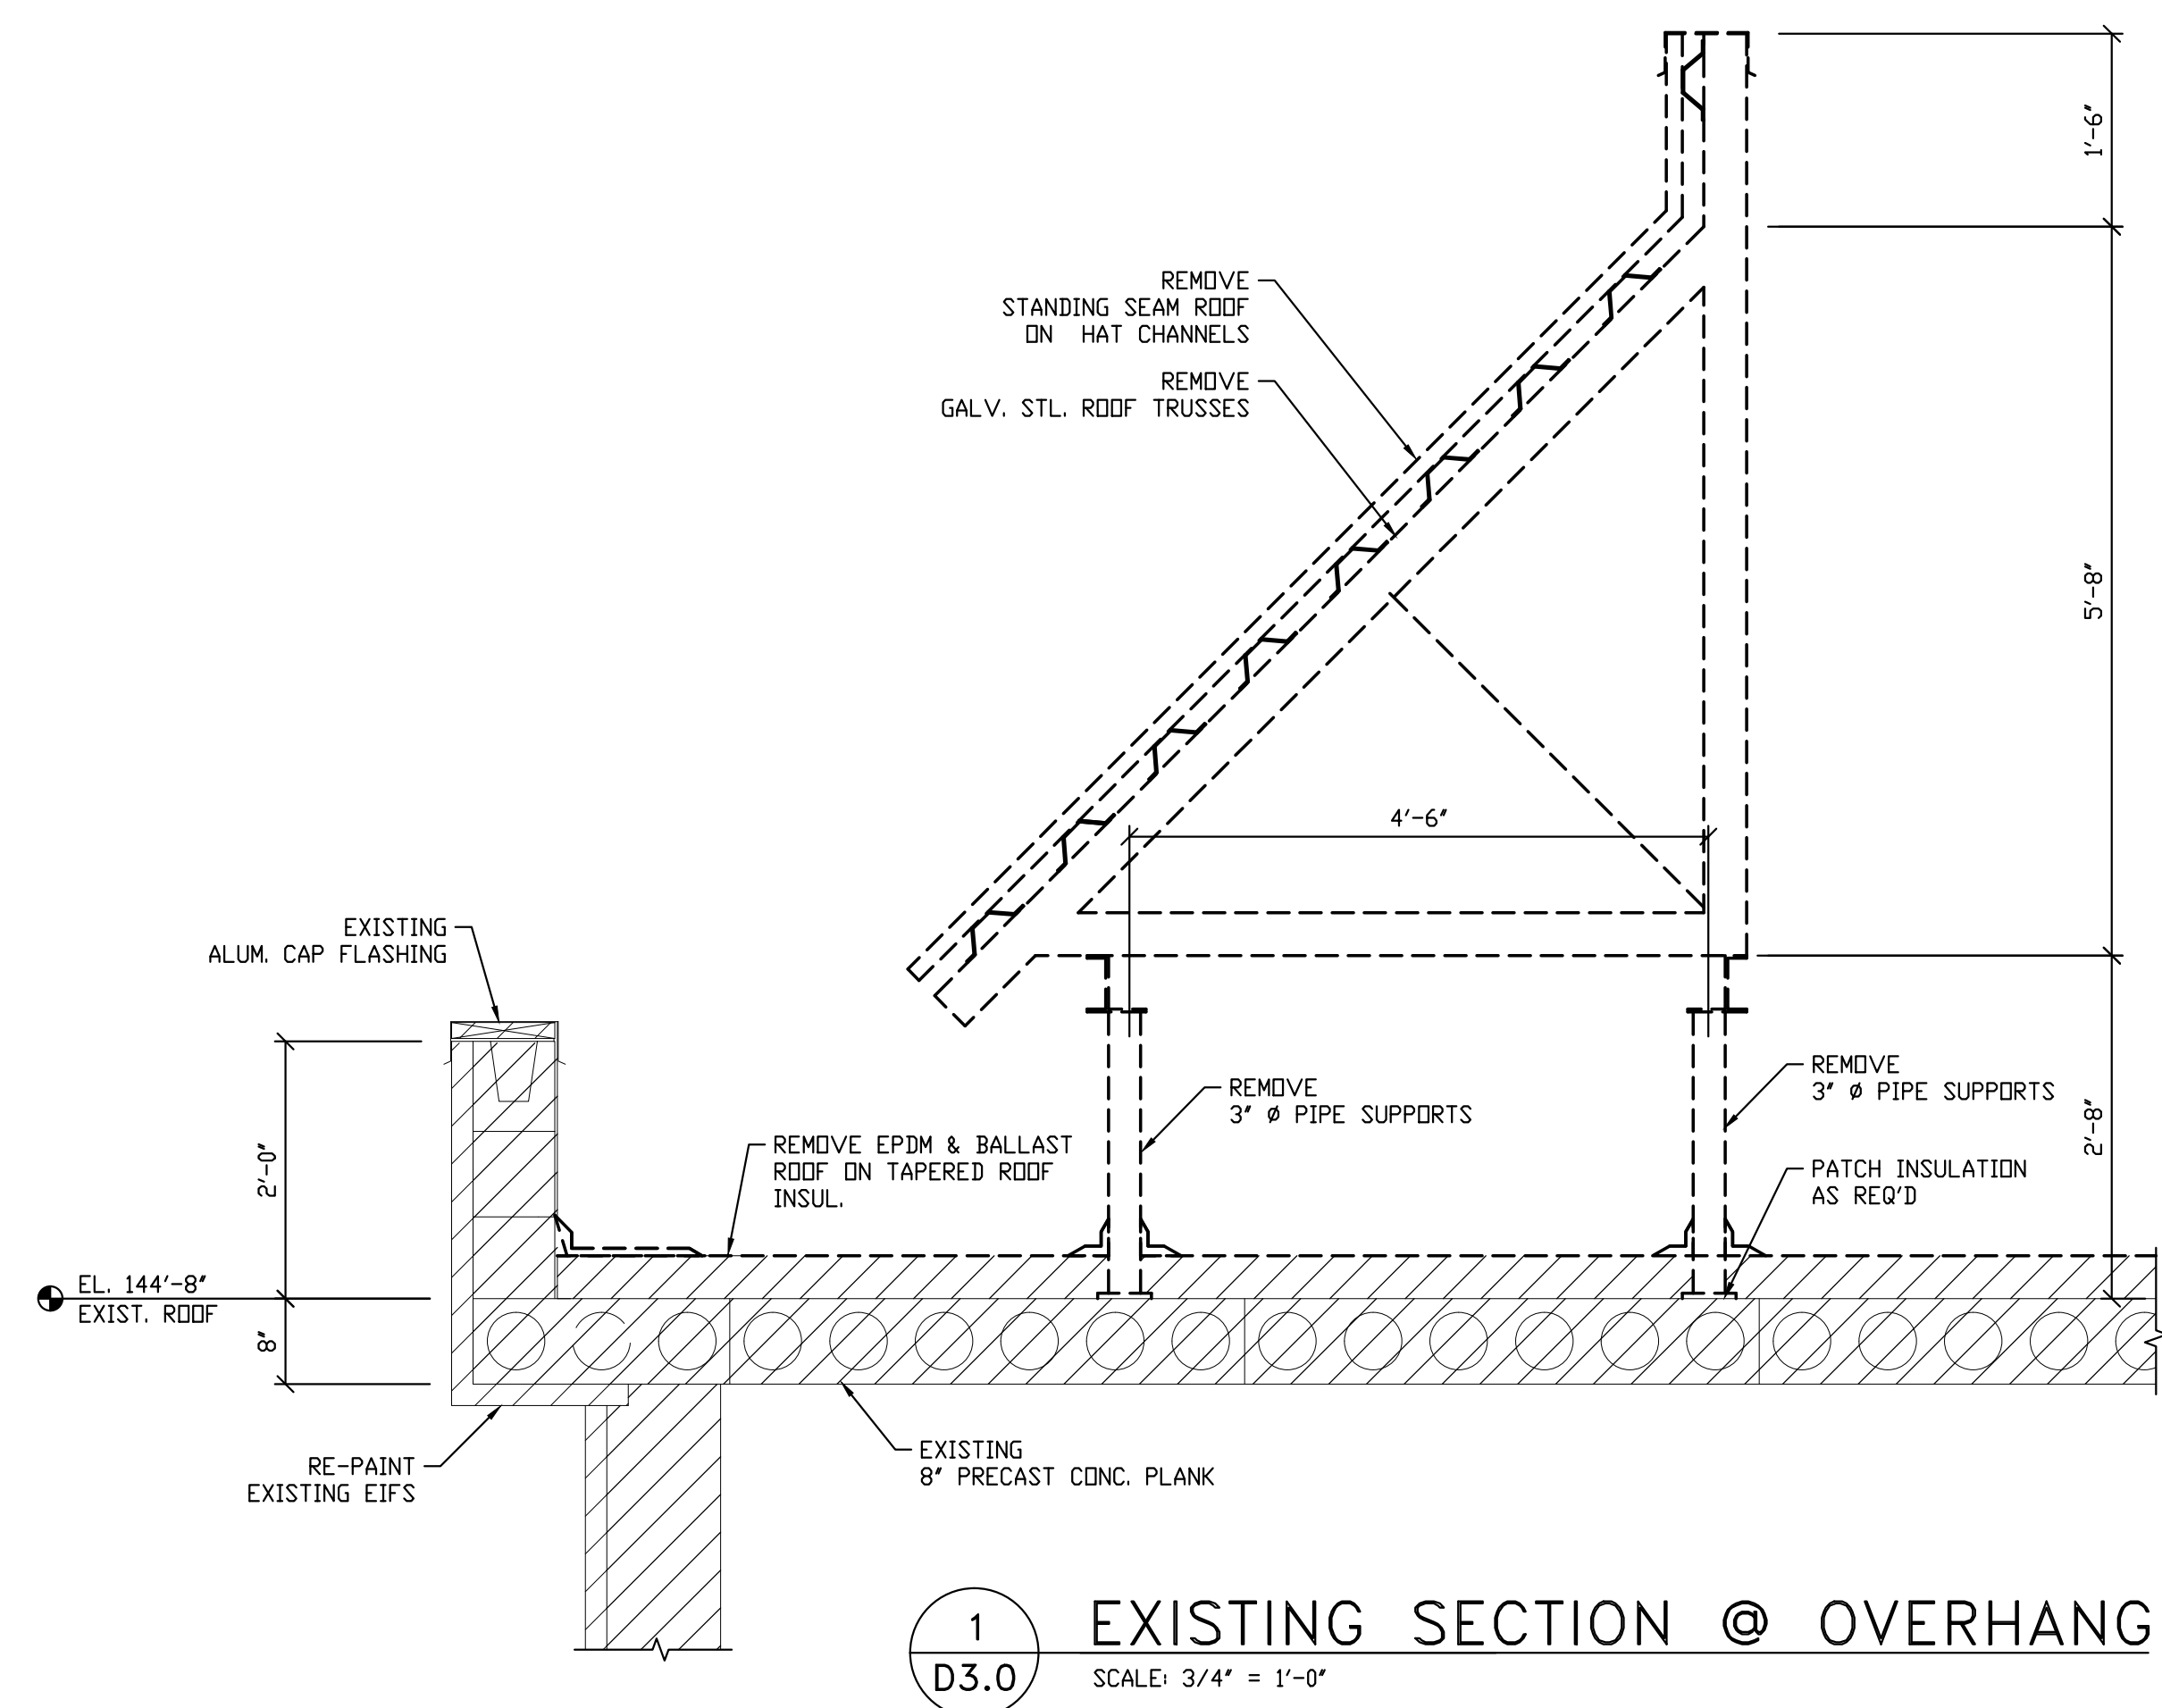 1'-6"
REMOVE
STANDING SEAM ROOF
ON HAT CHANNELS
REMOVE
GALV. STL. ROOF TRUSSES
5'-8"
4'-6"
EXISTING
ALUM. CAP FLASHING
REMOVE
3" Ø PIPE SUPPORTS
REMOVE
3" Ø PIPE SUPPORTS
2'-8"
2'-0"
REMOVE EPDM & BALLAST
ROOF ON TAPERED ROOF
INSUL.
PATCH INSULATION
AS REQ'D
EL. 144'-8"
EXIST. ROOF
8"
RE-PAINT
EXISTING EIFS
EXISTING
8" PRECAST CONC. PLANK
1
D3.0
EXISTING SECTION @ OVERHANG
SCALE: 3/4" = 1'-0"